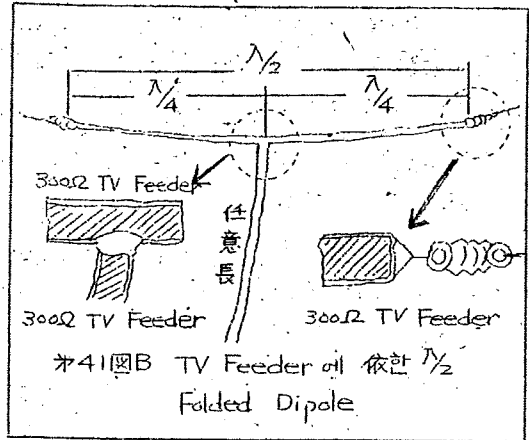 λ/2
λ/4 λ/4
300Ω TV Feeder
任意長
300Ω TV Feeder
300Ω TV Feeder
㐧41図B TV Feeder에 依한 λ/2
Folded Dipole